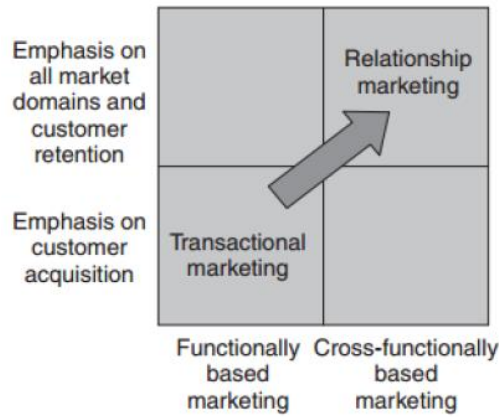 Emphasis on
all market
domains and
customer
retention
Relationship
marketing
Emphasis on
customer
acquisition
Transactional
marketing
Functionally
based
marketing
Cross-functionally
based
marketing